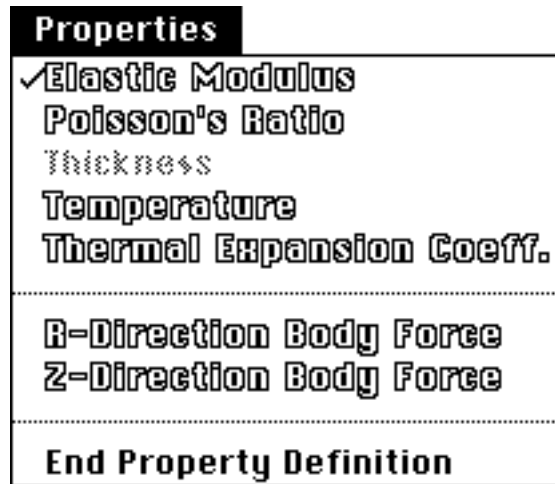 Properties
✓Elastic Modulus
Poisson's Ratio
Thickness
Temperature
Thermal Expansion Coeff.
R-Direction Body Force
Z-Direction Body Force
End Property Definition